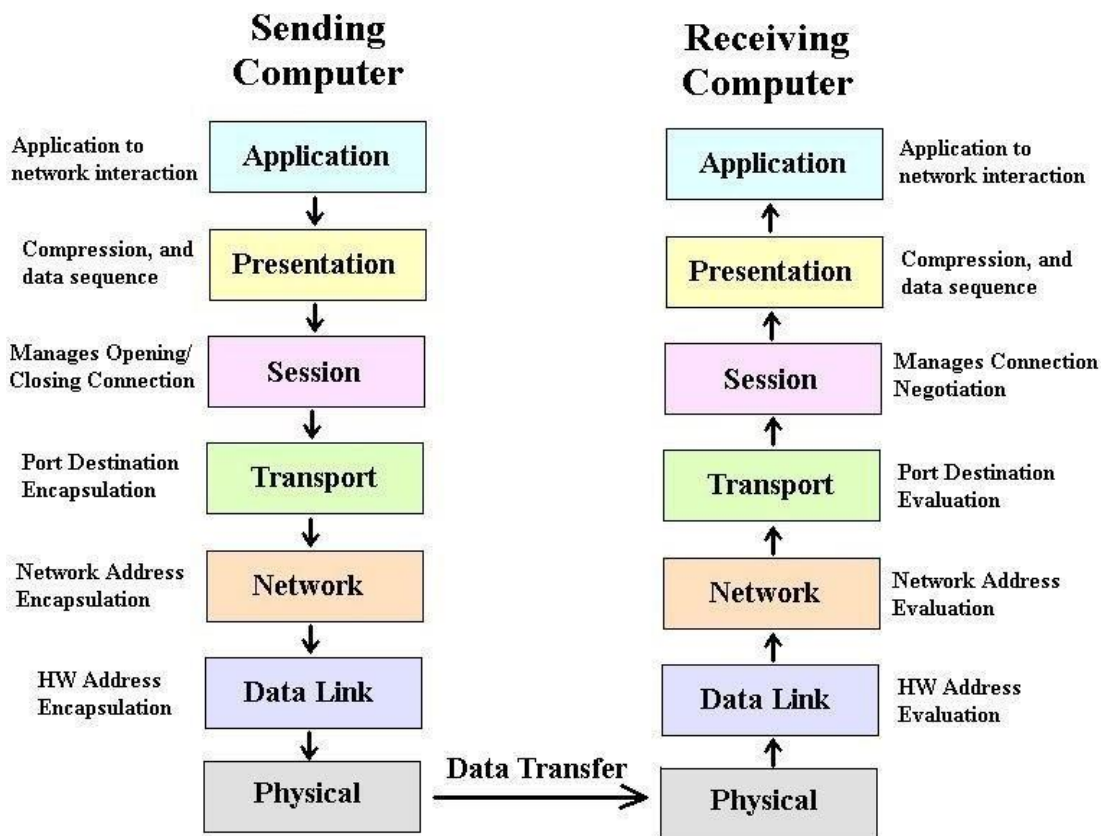 Sending
Computer
Receiving
Computer
Application to
network interaction
Application
Application
Application to
network interaction
Compression, and
data sequence
Presentation
Presentation
Compression, and
data sequence
Manages Opening/
Closing Connection
Session
Session
Manages Connection
Negotiation
Port Destination
Encapsulation
Transport
Transport
Port Destination
Evaluation
Network Address
Encapsulation
Network
Network
Network Address
Evaluation
HW Address
Encapsulation
Data Link
Data Link
HW Address
Evaluation
Physical
Data Transfer
Physical